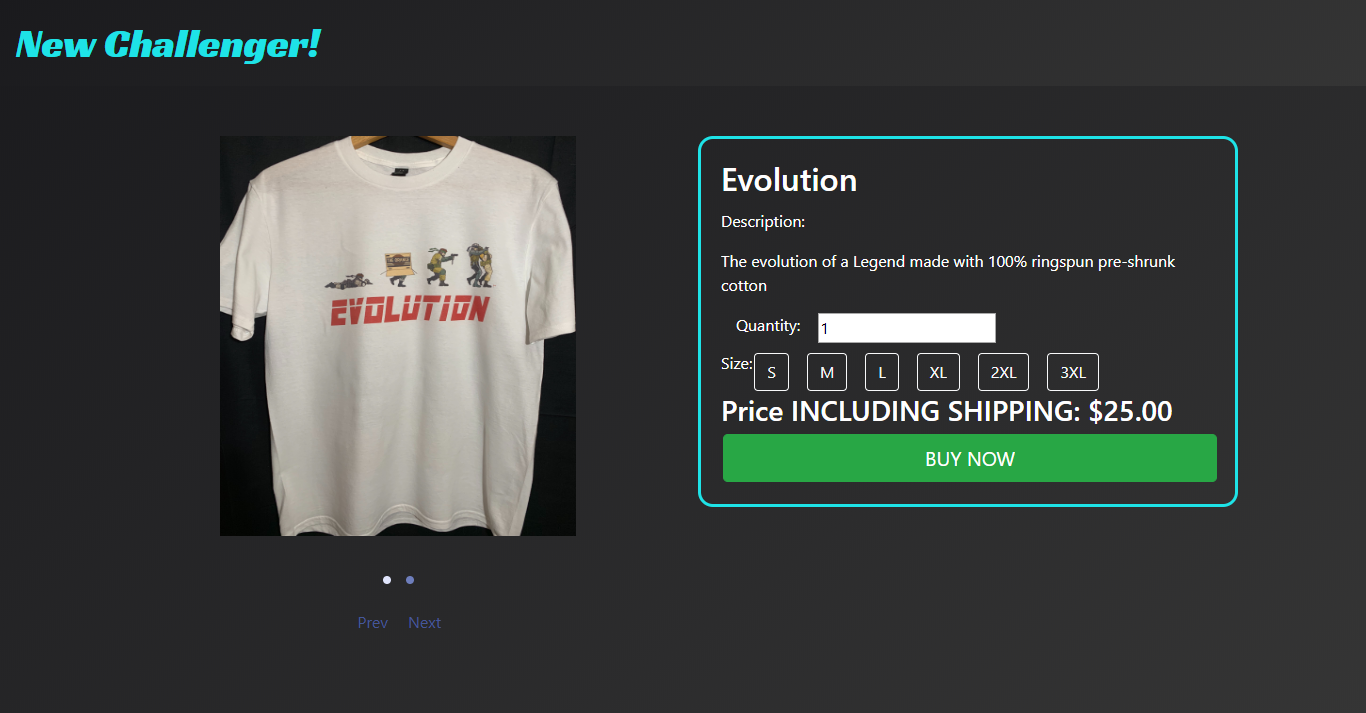 New Challenger!
EVOLUTION
Prev Next
Evolution
Description:
The evolution of a Legend made with 100% ringspun pre-shrunk
cotton
Quantity: 1
Size: S M L XL 2XL 3XL
Price INCLUDING SHIPPING: $25.00
BUY NOW